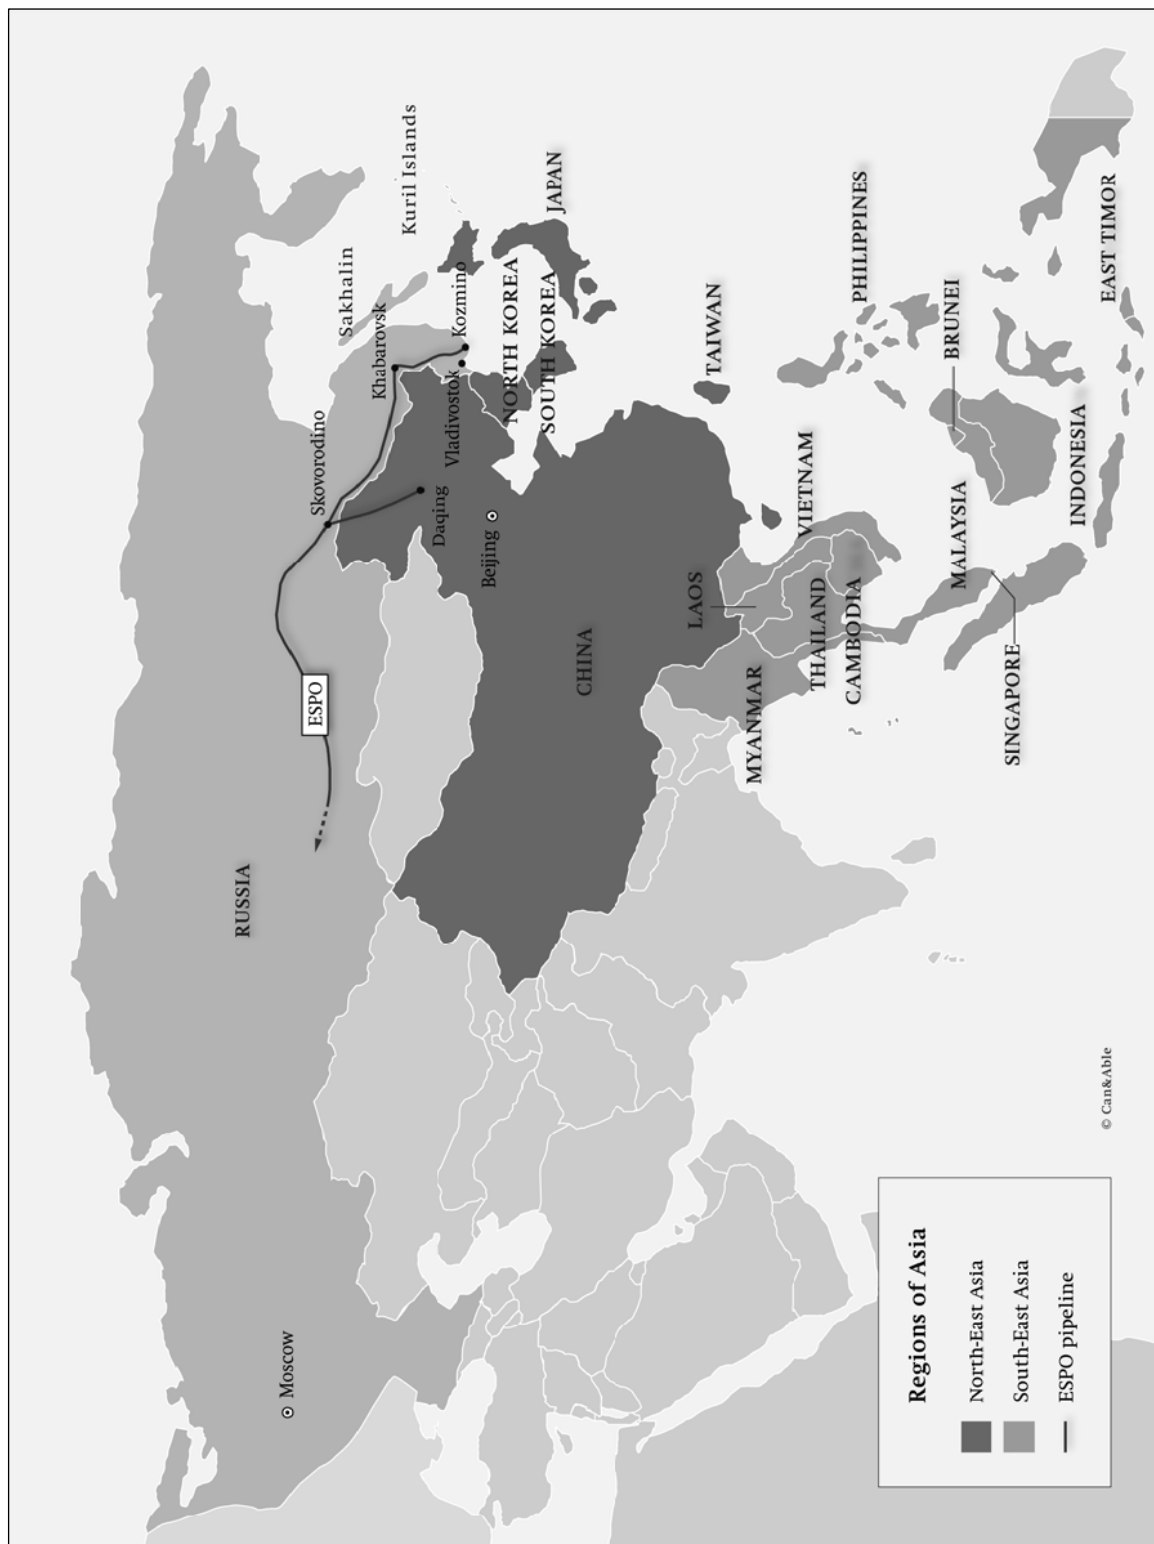 RUSSIA
Moscow
ESPO
Skovorodino
Khabarovsk
Sakhalin
Kuril Islands
Kozmino
Vladivostok
Daqing
Beijing
NORTH KOREA
SOUTH KOREA
JAPAN
CHINA
TAIWAN
LAOS
MYANMAR
VIETNAM
THAILAND
CAMBODIA
PHILIPPINES
BRUNEI
MALAYSIA
SINGAPORE
INDONESIA
EAST TIMOR
Regions of Asia
North-East Asia
South-East Asia
ESPO pipeline
© Can&Able